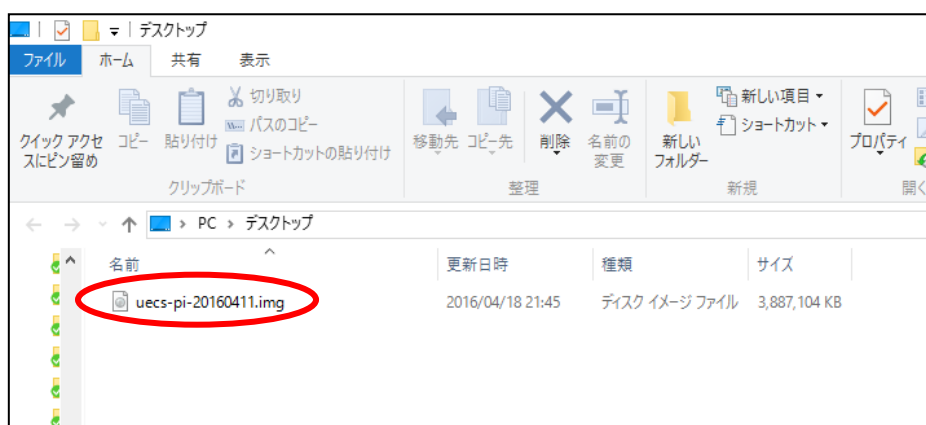 デスクトップ
ファイル ホーム 共有 表示
クイック アクセスにピン留め
コピー
貼り付け
切り取り
パスのコピー
ショートカットの貼り付け
クリップボード
移動先
コピー先
削除
名前の変更
整理
新しいフォルダー
新しい項目
ショートカット
新規
プロパティ
開く
PC › デスクトップ
名前 更新日時 種類 サイズ
uecs-pi-20160411.img 2016/04/18 21:45 ディスク イメージ ファイル 3,887,104 KB